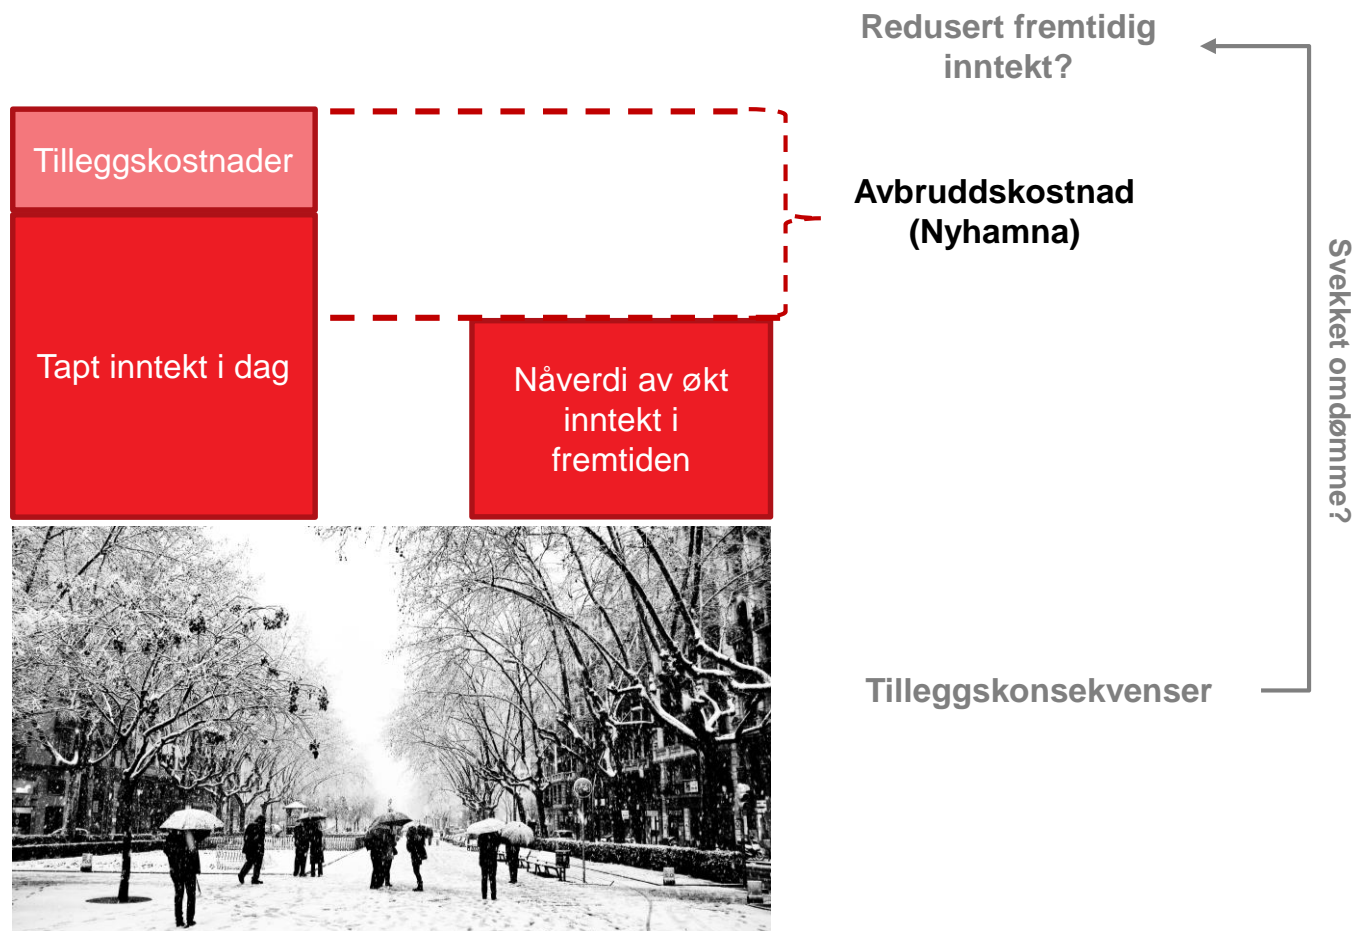 Redusert fremtidig
inntekt?
Tilleggskostnader
Avbruddskostnad
(Nyhamna)
Svekket omdømme?
Tapt inntekt i dag
Nåverdi av økt
inntekt i
fremtiden
Tilleggskonsekvenser